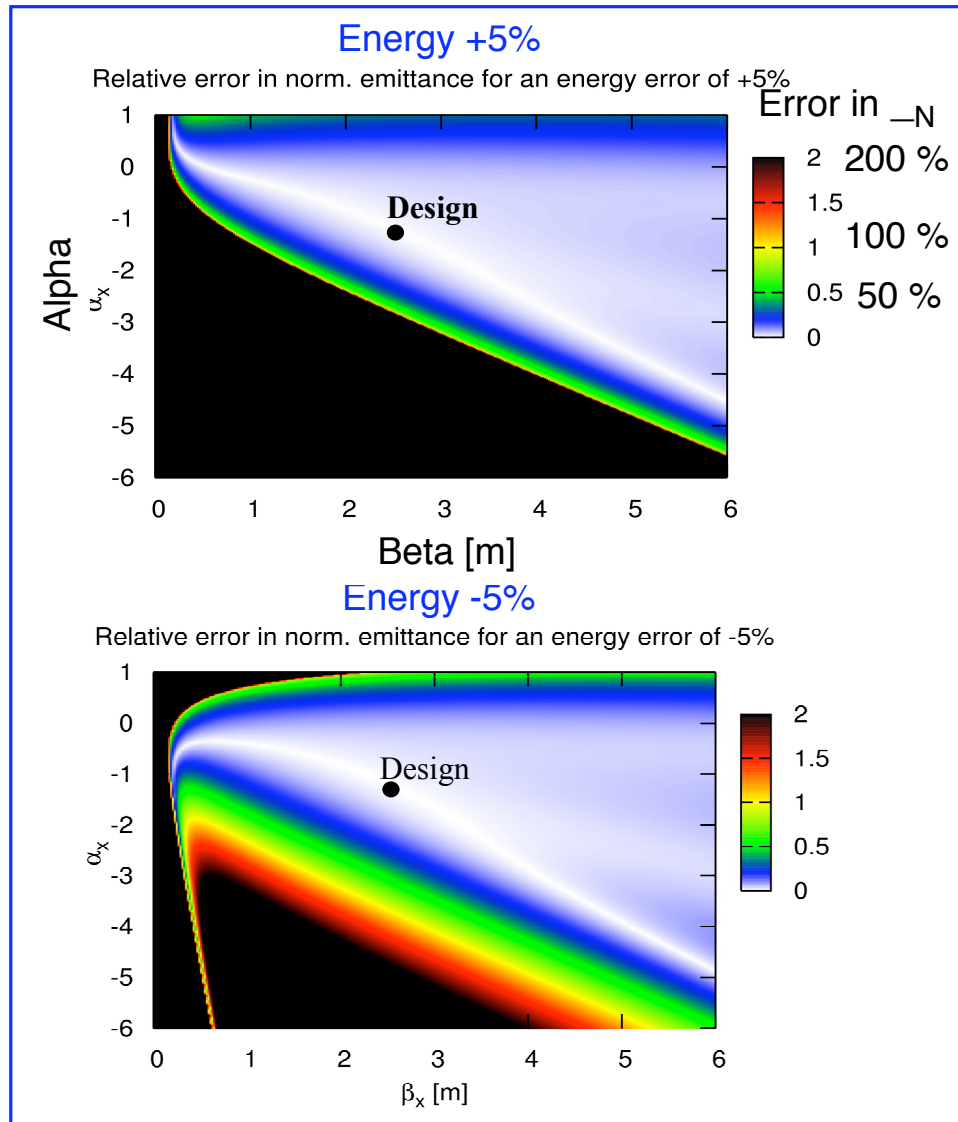 Energy +5%
Relative error in norm. emittance for an energy error of +5%
Error in _N
1
0
-1
-2
-3
-4
-5
-6
Alpha
αx
Design
2
1.5
1
0.5
0
200 %
100 %
50 %
0 1 2 3 4 5 6
Beta [m]
Energy -5%
Relative error in norm. emittance for an energy error of -5%
1
0
-1
-2
-3
-4
-5
-6
αx
Design
2
1.5
1
0.5
0
0 1 2 3 4 5 6
βx [m]